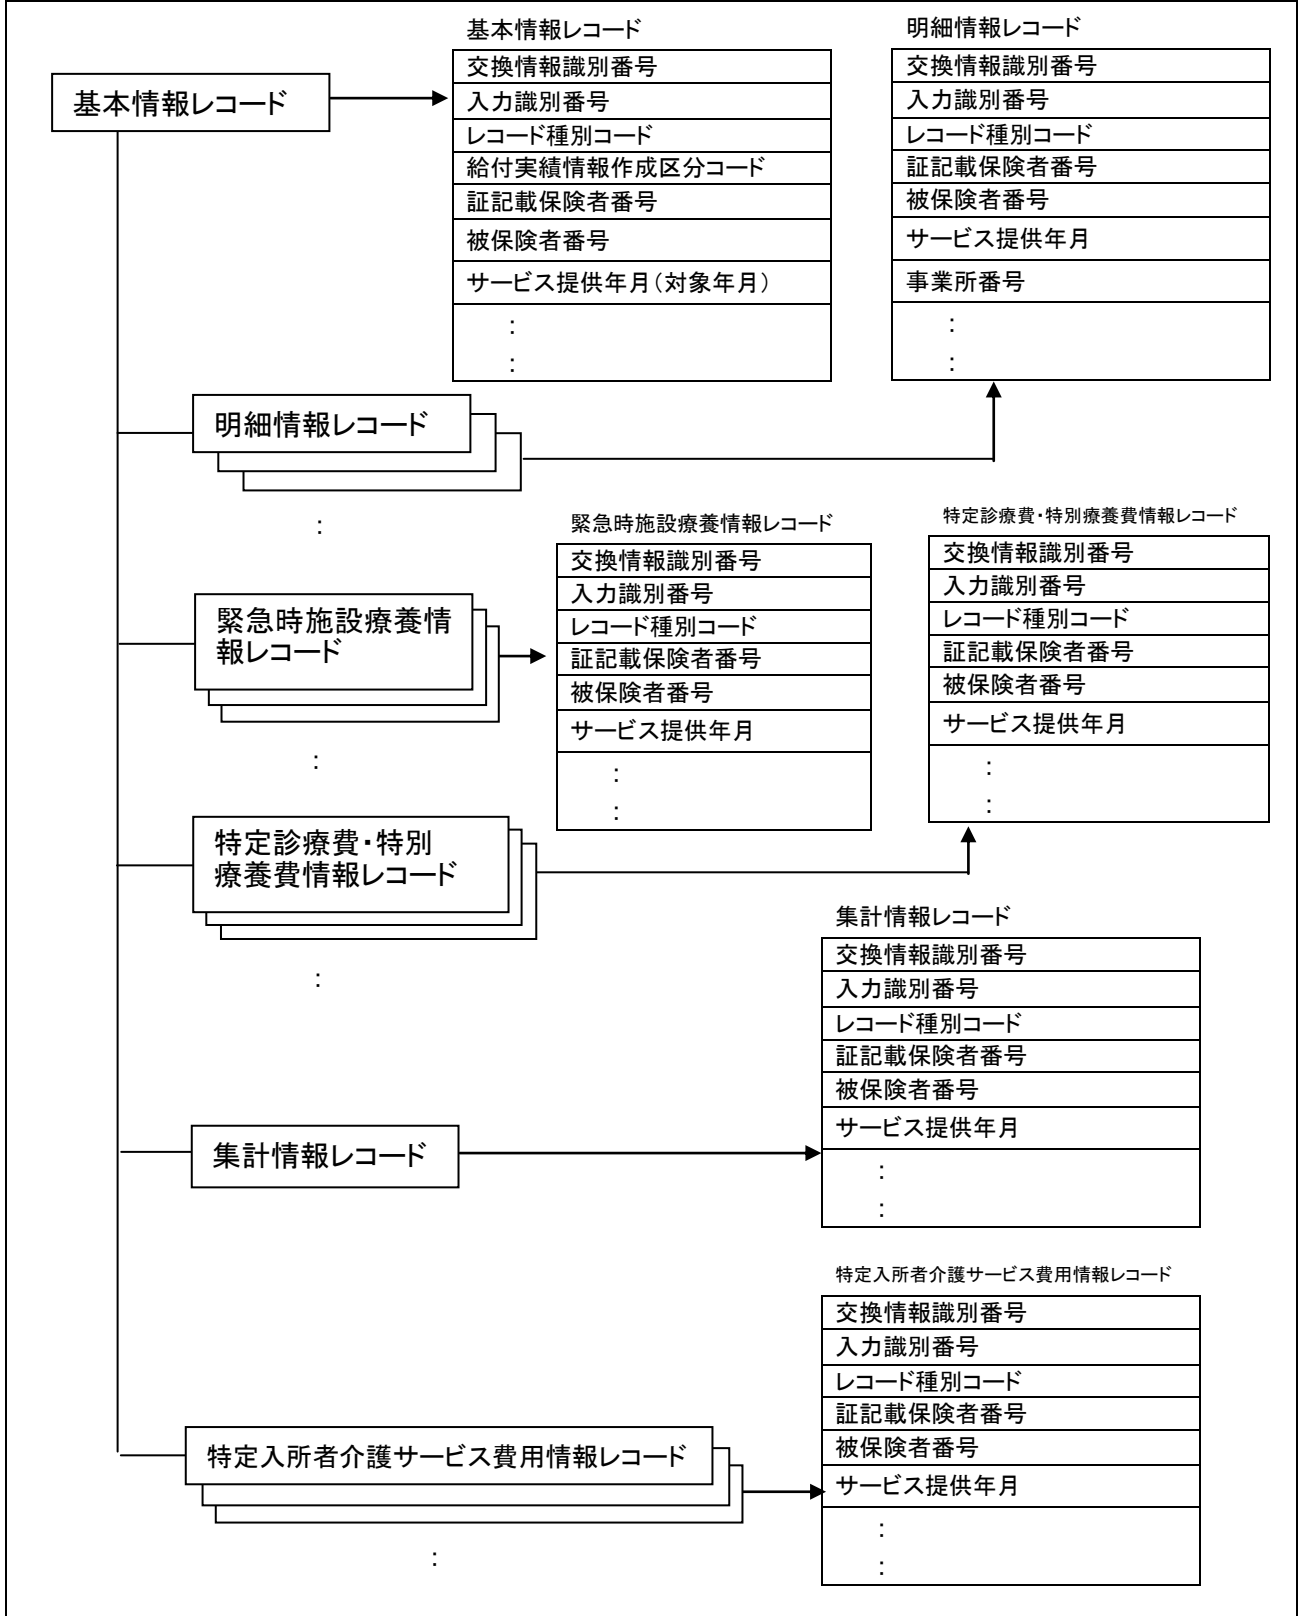 基本情報レコード
基本情報レコード
交換情報識別番号
入力識別番号
レコード種別コード
給付実績情報作成区分コード
証記載保険者番号
被保険者番号
サービス提供年月(対象年月)
:
:
明細情報レコード
交換情報識別番号
入力識別番号
レコード種別コード
証記載保険者番号
被保険者番号
サービス提供年月
事業所番号
:
:
明細情報レコード
:
緊急時施設療養情報レコード
交換情報識別番号
入力識別番号
レコード種別コード
証記載保険者番号
被保険者番号
サービス提供年月
:
:
特定診療費・特別療養費情報レコード
交換情報識別番号
入力識別番号
レコード種別コード
証記載保険者番号
被保険者番号
サービス提供年月
:
:
緊急時施設療養情
報レコード
:
特定診療費・特別
療養費情報レコード
:
集計情報レコード
交換情報識別番号
入力識別番号
レコード種別コード
証記載保険者番号
被保険者番号
サービス提供年月
:
:
集計情報レコード
特定入所者介護サービス費用情報レコード
交換情報識別番号
入力識別番号
レコード種別コード
証記載保険者番号
被保険者番号
サービス提供年月
:
:
特定入所者介護サービス費用情報レコード
: